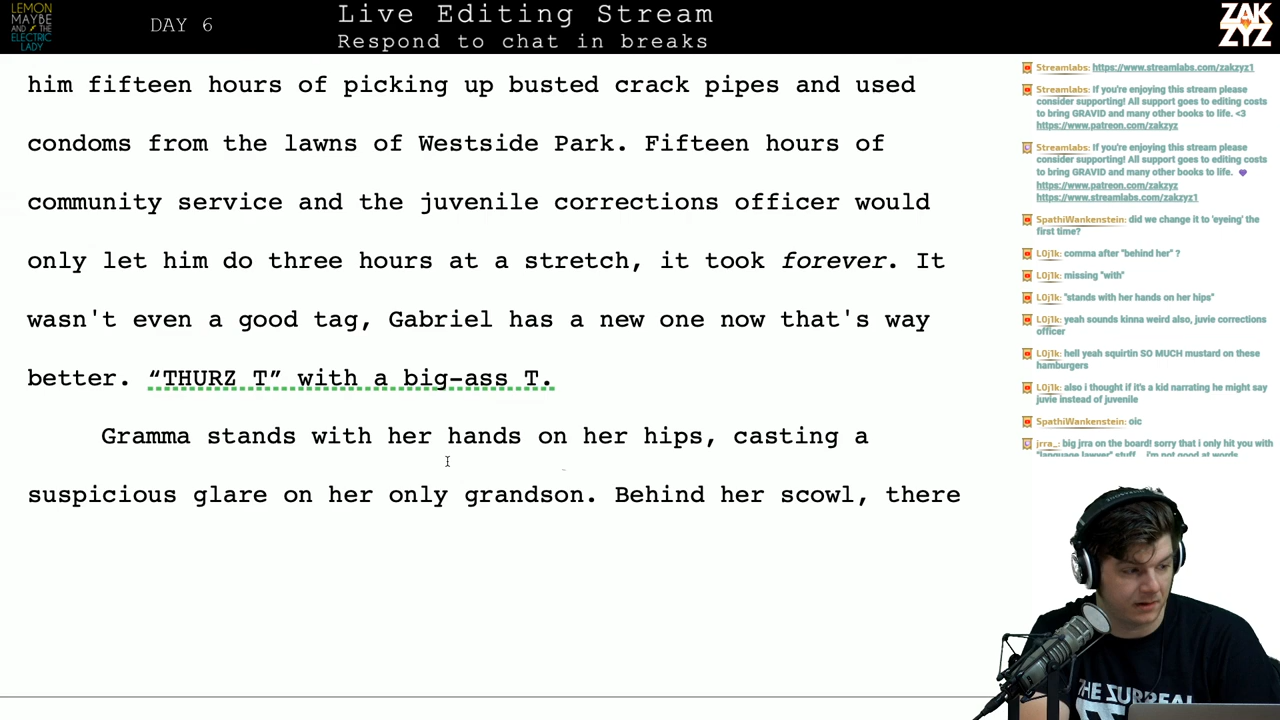 LEMON
MAYBE
AND THE
ELECTRIC
LADY
DAY 6
Live Editing Stream
Respond to chat in breaks
ZAK
ZYZ
him fifteen hours of picking up busted crack pipes and used
condoms from the lawns of Westside Park. Fifteen hours of
community service and the juvenile corrections officer would
only let him do three hours at a stretch, it took forever. It
wasn't even a good tag, Gabriel has a new one now that's way
better. “THURZ T” with a big-ass T.
Gramma stands with her hands on her hips, casting a
suspicious glare on her only grandson. Behind her scowl, there
Streamlabs: https://www.streamlabs.com/zakzyz1
Streamlabs: If you're enjoying this stream please
consider supporting! All support goes to editing costs
to bring GRAVID and many other books to life. <3
https://www.patreon.com/zakzyz
Streamlabs: If you're enjoying this stream please
consider supporting! All support goes to editing costs
to bring GRAVID and many other books to life. 💜
https://www.patreon.com/zakzyz
https://www.streamlabs.com/zakzyz1
SpathiWankenstein: did we change it to 'eyeing' the
first time?
L0j1k: comma after "behind her" ?
L0j1k: missing "with"
L0j1k: "stands with her hands on her hips"
L0j1k: yeah sounds kinna weird also, juvie corrections
officer
L0j1k: hell yeah squirtin SO MUCH mustard on these
hamburgers
L0j1k: also i thought if it's a kid narrating he might say
juvie instead of juvenile
SpathiWankenstein: oic
jrra_: big jrra on the board! sorry that i only hit you with
"language lawyer" stuff... i'm not good at words
THE SURREAL